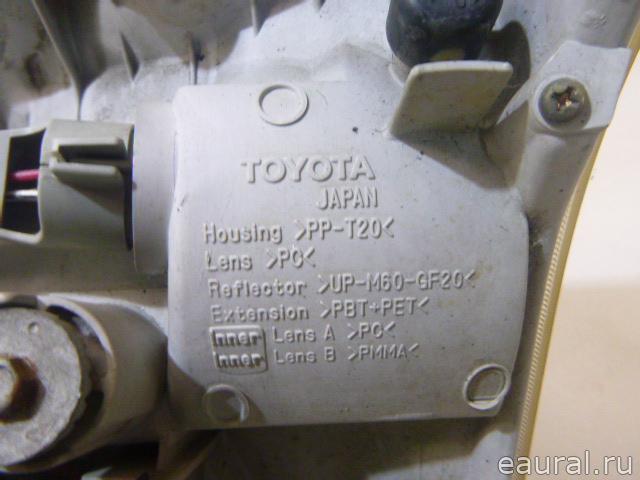 TOYOTA
JAPAN
Housing >PP-T20<
Lens >PC<
Reflector >UP-M60-GF20<
Extension >PBT+PET<
Inner Lens A >PC<
Inner Lens B >PMMA<
eaural.ru